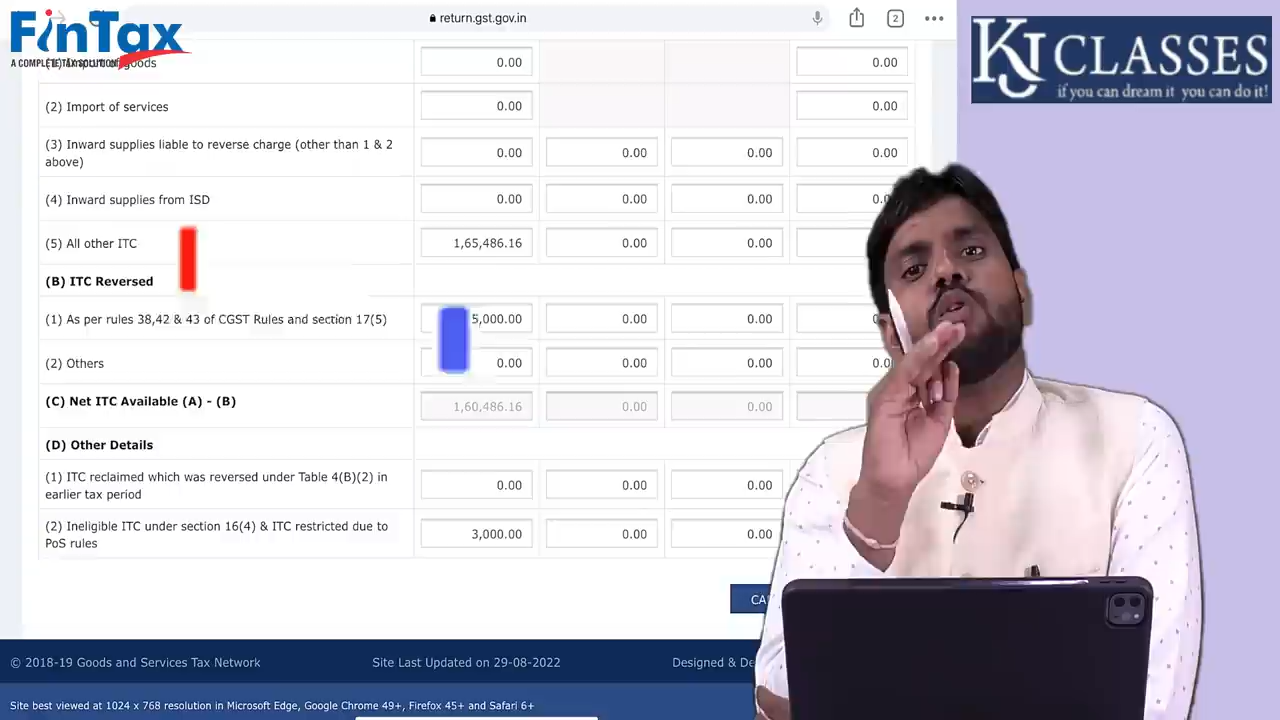 FinTax
A COMPLETE TAX SOLUTION
return.gst.gov.in
2
KJ CLASSES
if you can dream it you can do it!
goods 0.00 0.00
(2) Import of services 0.00 0.00
(3) Inward supplies liable to reverse charge (other than 1 & 2
above) 0.00 0.00 0.00 0.00
(4) Inward supplies from ISD 0.00 0.00 0.00
(5) All other ITC 1,65,486.16 0.00 0.00
(B) ITC Reversed
(1) As per rules 38,42 & 43 of CGST Rules and section 17(5) 5,000.00 0.00 0.00
(2) Others 0.00 0.00 0.00
(C) Net ITC Available (A) - (B) 1,60,486.16 0.00 0.00
(D) Other Details
(1) ITC reclaimed which was reversed under Table 4(B)(2) in
earlier tax period 0.00 0.00 0.00
(2) Ineligible ITC under section 16(4) & ITC restricted due to
PoS rules 3,000.00 0.00 0.00
© 2018-19 Goods and Services Tax Network Site Last Updated on 29-08-2022 Designed &
Site best viewed at 1024 x 768 resolution in Microsoft Edge, Google Chrome 49+, Firefox 45+ and Safari 6+